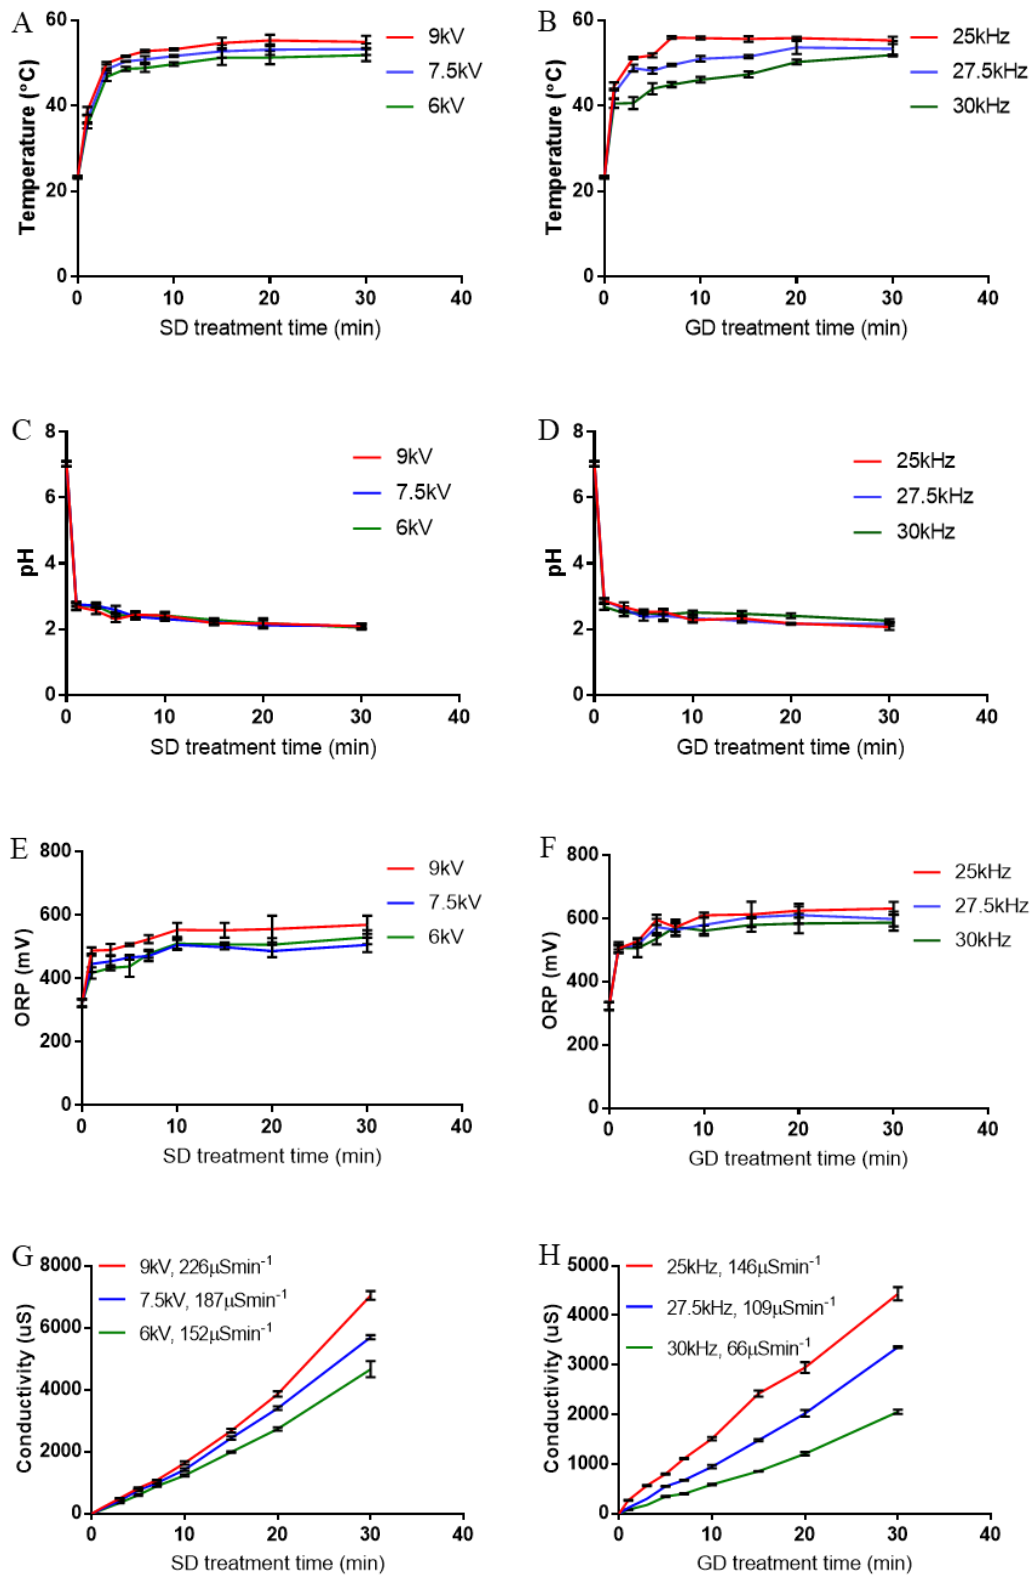 A
60
40
20
0
Temperature (°C)
0 10 20 30 40
SD treatment time (min)
9kV
7.5kV
6kV
B
60
40
20
0
Temperature (°C)
0 10 20 30 40
GD treatment time (min)
25kHz
27.5kHz
30kHz
C
8
6
4
2
0
pH
0 10 20 30 40
SD treatment time (min)
9kV
7.5kV
6kV
D
8
6
4
2
0
pH
0 10 20 30 40
GD treatment time (min)
25kHz
27.5kHz
30kHz
E
800
600
400
200
0
ORP (mV)
0 10 20 30 40
SD treatment time (min)
9kV
7.5kV
6kV
F
800
600
400
200
0
ORP (mV)
0 10 20 30 40
GD treatment time (min)
25kHz
27.5kHz
30kHz
G
8000
6000
4000
2000
0
Conductivity (uS)
0 10 20 30 40
SD treatment time (min)
9kV, 226μSmin⁻¹
7.5kV, 187μSmin⁻¹
6kV, 152μSmin⁻¹
H
5000
4000
3000
2000
1000
0
Conductivity (uS)
0 10 20 30 40
GD treatment time (min)
25kHz, 146μSmin⁻¹
27.5kHz, 109μSmin⁻¹
30kHz, 66μSmin⁻¹